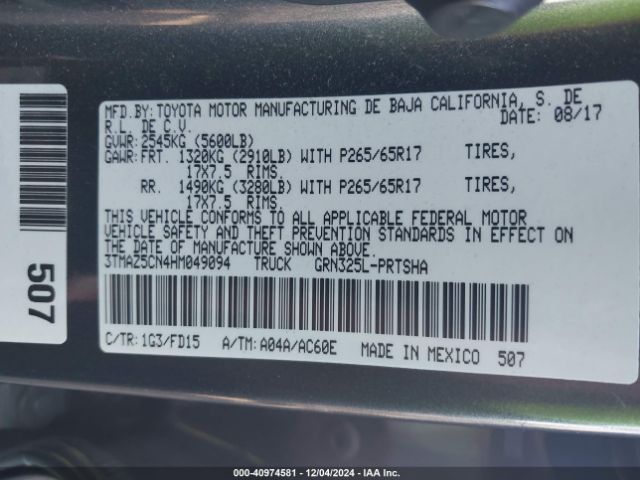 MFD.BY:TOYOTA MOTOR MANUFACTURING DE BAJA CALIFORNIA, S. DE
R.L. DE C.V. DATE: 08/17
GVWR:2545KG (5600LB)
GAWR:FRT. 1320KG (2910LB) WITH P265/65R17 TIRES,
17X7.5 RIMS.
RR. 1490KG (3280LB) WITH P265/65R17 TIRES,
17X7.5 RIMS.
THIS VEHICLE CONFORMS TO ALL APPLICABLE FEDERAL MOTOR
VEHICLE SAFETY AND THEFT PREVENTION STANDARDS IN EFFECT ON
THE DATE OF MANUFACTURE SHOWN ABOVE.
3TMAZ5CN4HM049094 TRUCK GRN325L-PRTSHA
C/TR:1G3/FD15 A/TM:A04A/AC60E MADE IN MEXICO 507
507
000-40974581 - 12/04/2024 - IAA Inc.